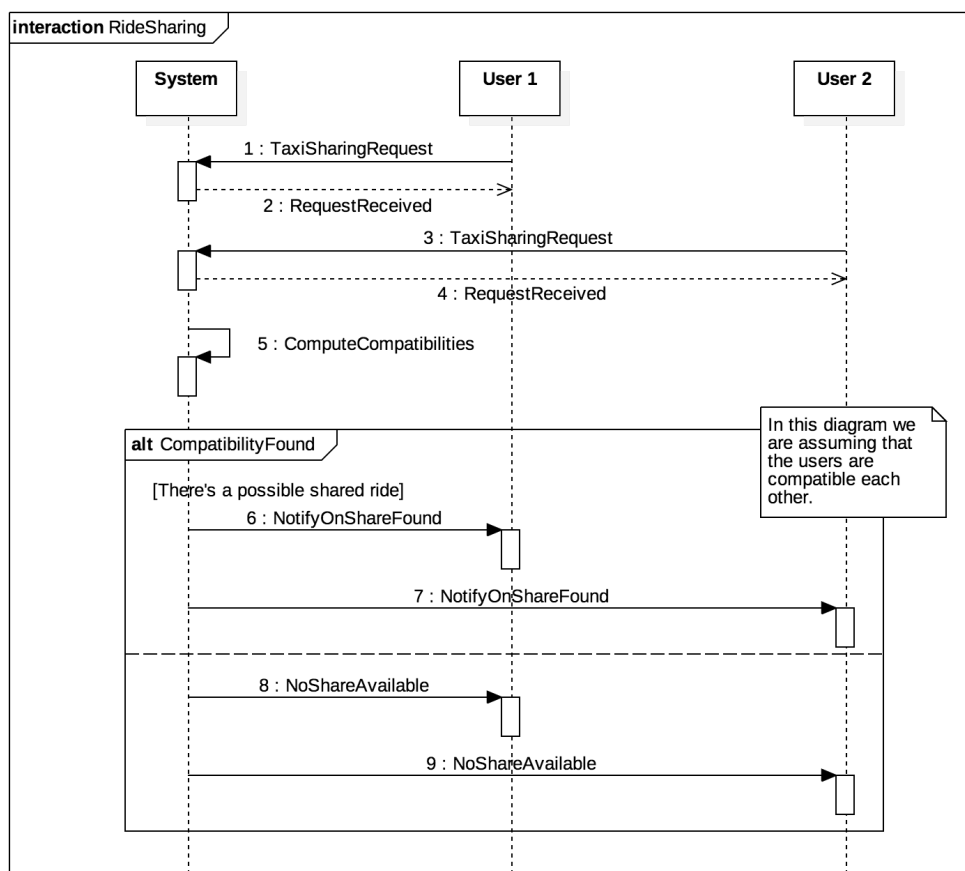 interaction RideSharing
System
User 1
User 2
1 : TaxiSharingRequest
2 : RequestReceived
3 : TaxiSharingRequest
4 : RequestReceived
5 : ComputeCompatibilities
In this diagram we
are assuming that
the users are
compatible each
other.
alt CompatibilityFound
[There's a possible shared ride]
6 : NotifyOnShareFound
7 : NotifyOnShareFound
8 : NoShareAvailable
9 : NoShareAvailable